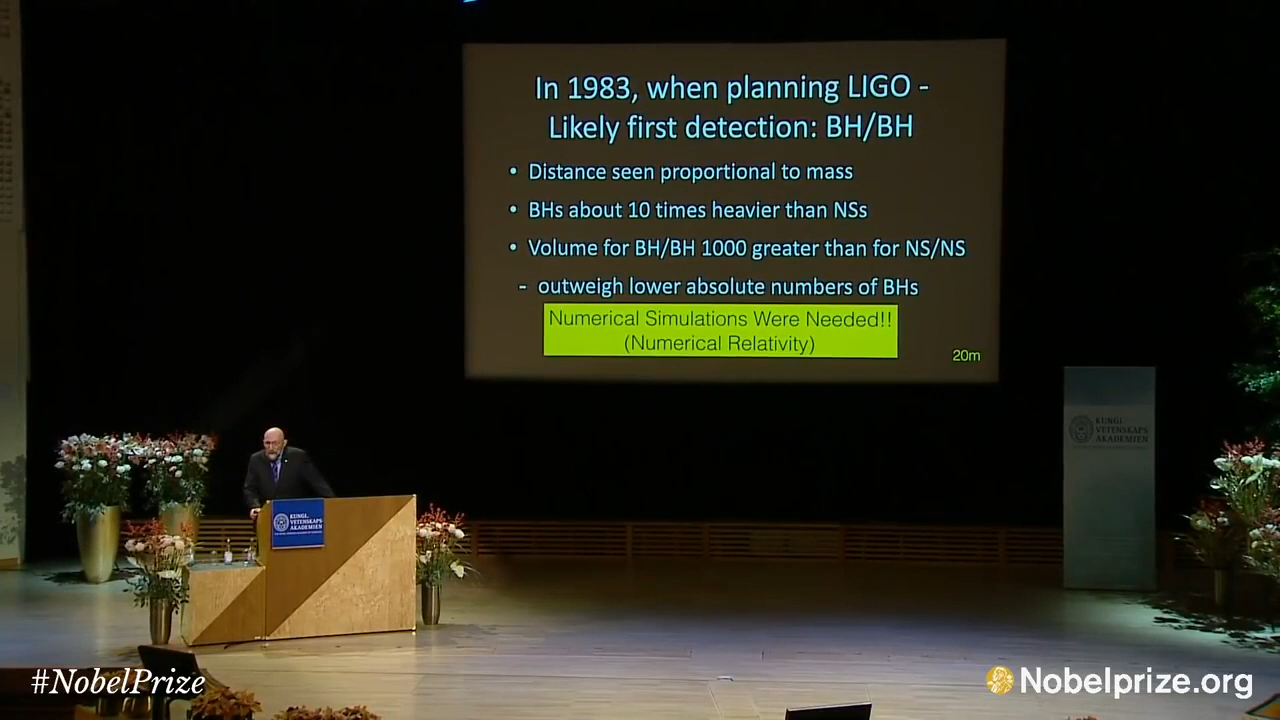 In 1983, when planning LIGO -
Likely first detection: BH/BH
• Distance seen proportional to mass
• BHs about 10 times heavier than NSs
• Volume for BH/BH 1000 greater than for NS/NS
- outweigh lower absolute numbers of BHs
Numerical Simulations Were Needed!!
(Numerical Relativity)
20m
KUNGL.
VETENSKAPS
AKADEMIEN
KUNGL.
VETENSKAPS
AKADEMIEN
#NobelPrize
Nobelprize.org